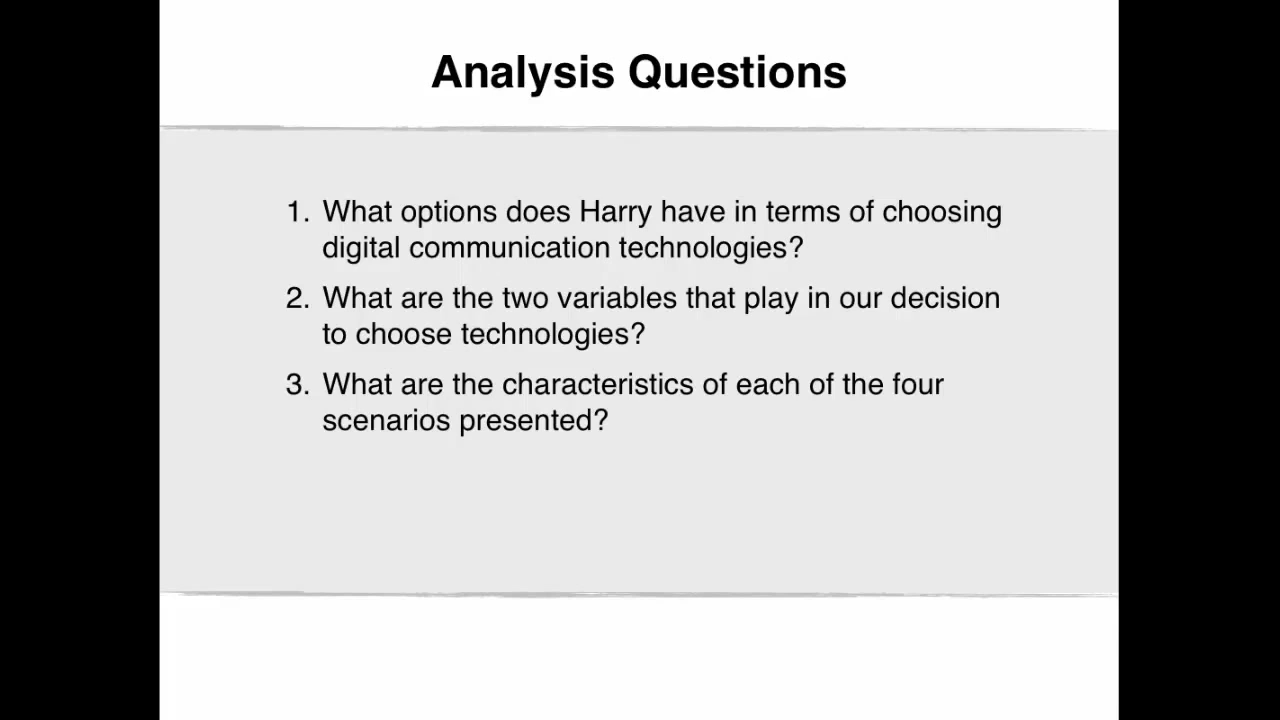 Analysis Questions
1. What options does Harry have in terms of choosing
digital communication technologies?
2. What are the two variables that play in our decision
to choose technologies?
3. What are the characteristics of each of the four
scenarios presented?